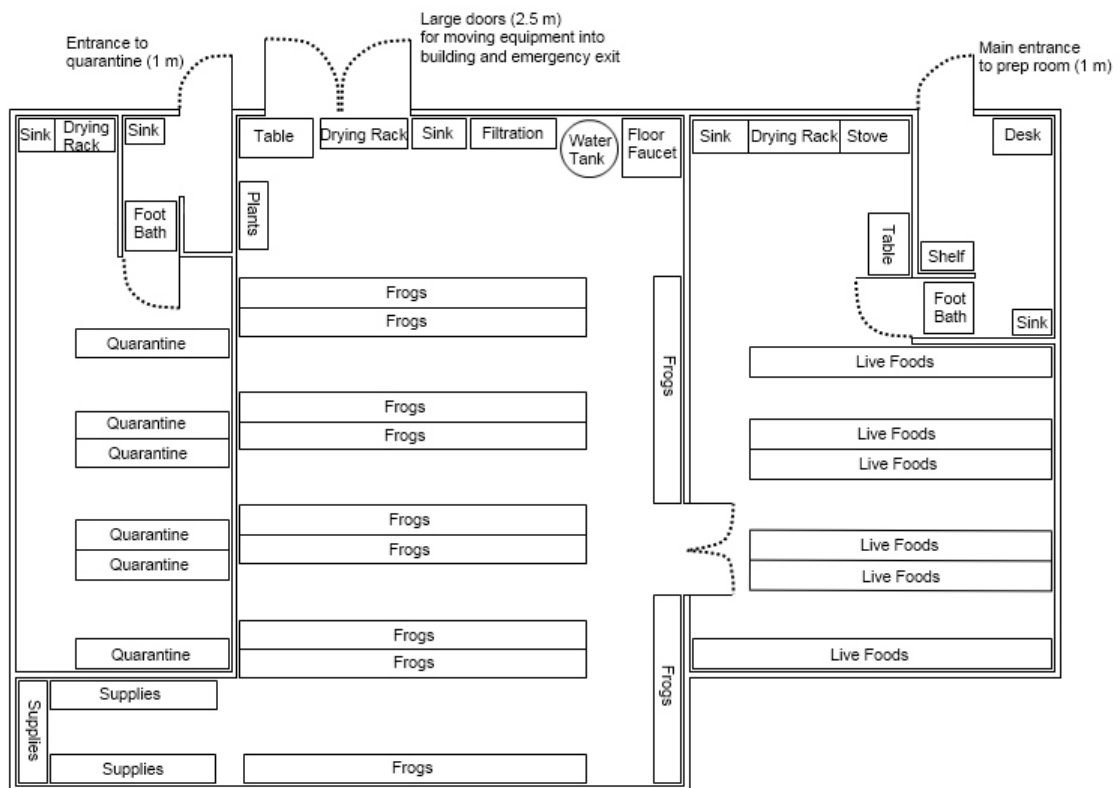 Entrance to
quarantine (1 m)
Large doors (2.5 m)
for moving equipment into
building and emergency exit
Main entrance
to prep room (1 m)
Sink
Drying
Rack
Sink
Table
Drying Rack
Sink
Filtration
Water
Tank
Floor
Faucet
Sink
Drying Rack
Stove
Desk
Foot
Bath
Plants
Table
Shelf
Foot
Bath
Sink
Quarantine
Quarantine
Quarantine
Quarantine
Quarantine
Quarantine
Frogs
Frogs
Frogs
Frogs
Frogs
Frogs
Frogs
Frogs
Frogs
Frogs
Frogs
Live Foods
Live Foods
Live Foods
Live Foods
Live Foods
Live Foods
Supplies
Supplies
Supplies